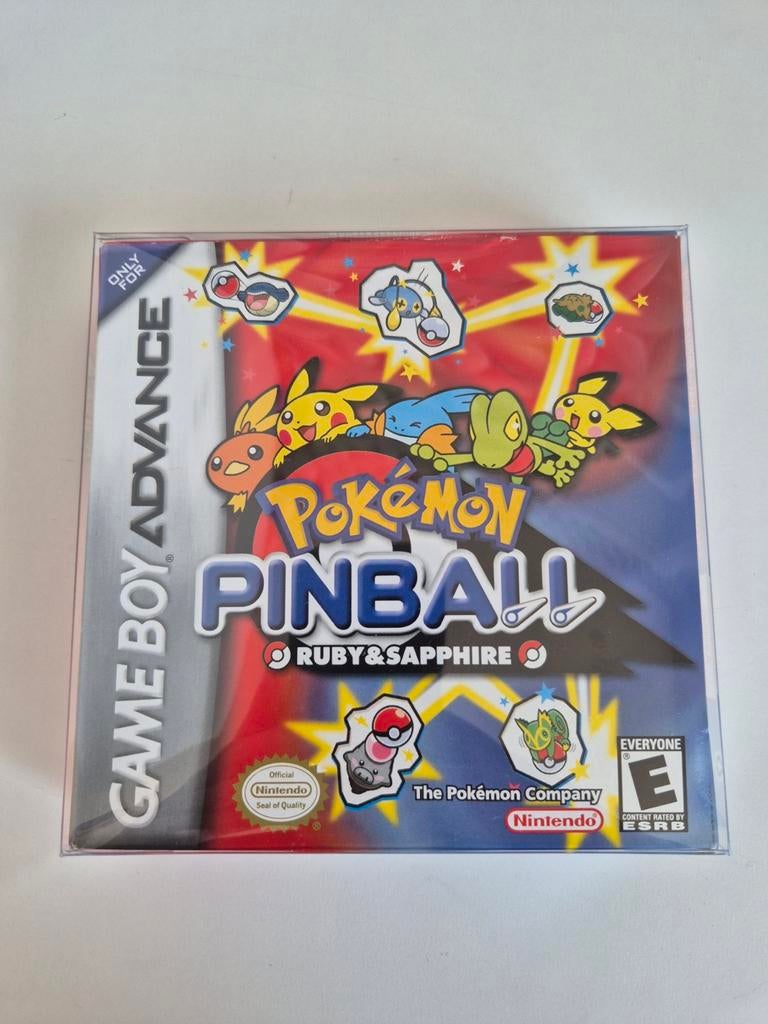 ONLY
FOR
GAME BOY ADVANCE
®
POKéMON
PINBALL
RUBY&SAPPHIRE
Official
Nintendo
Seal of Quality
®
The Pokémon Company
Nintendo
EVERYONE
E
®
CONTENT RATED BY
ESRB